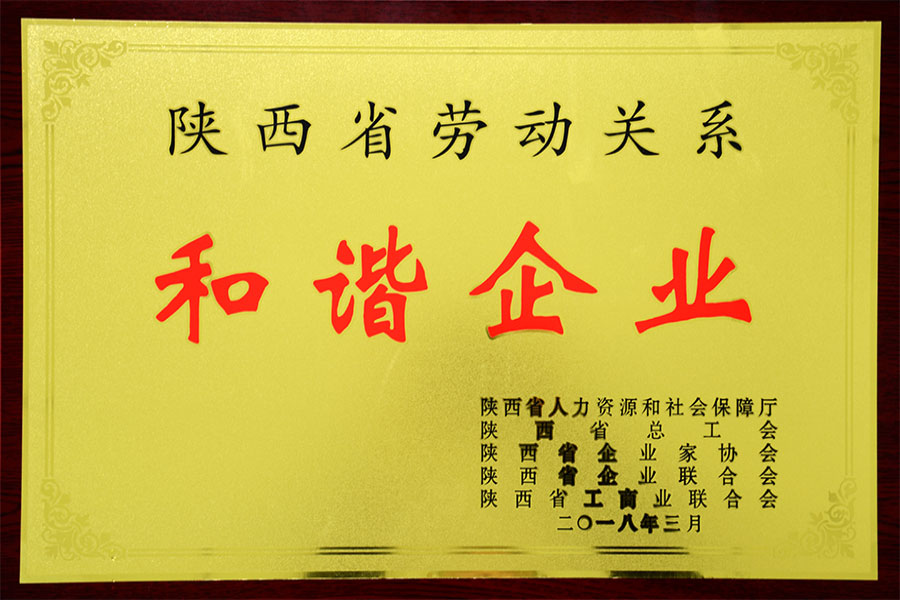 陕西省劳动关系
和谐企业
陕西省人力资源和社会保障厅
陕西省总工会
陕西省企业家协会
陕西省企业联合会
陕西省工商业联合会
二〇一八年三月